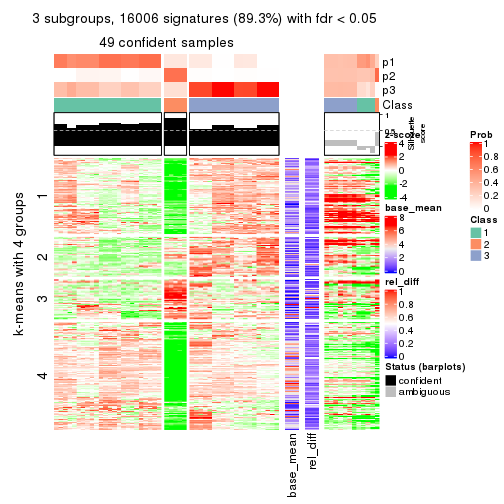 3 subgroups, 16006 signatures (89.3%) with fdr < 0.05
49 confident samples
p1
p2
p3
Class
1
0.5
Silhouette
score
k-means with 4 groups
1
2
3
4
base_mean
rel_diff
z-score
4
2
0
-2
-4
base_mean
8
6
4
2
0
rel_diff
1
0.8
0.6
0.4
0.2
0
Status (barplots)
confident
ambiguous
Prob
1
0.8
0.6
0.4
0.2
0
Class
1
2
3